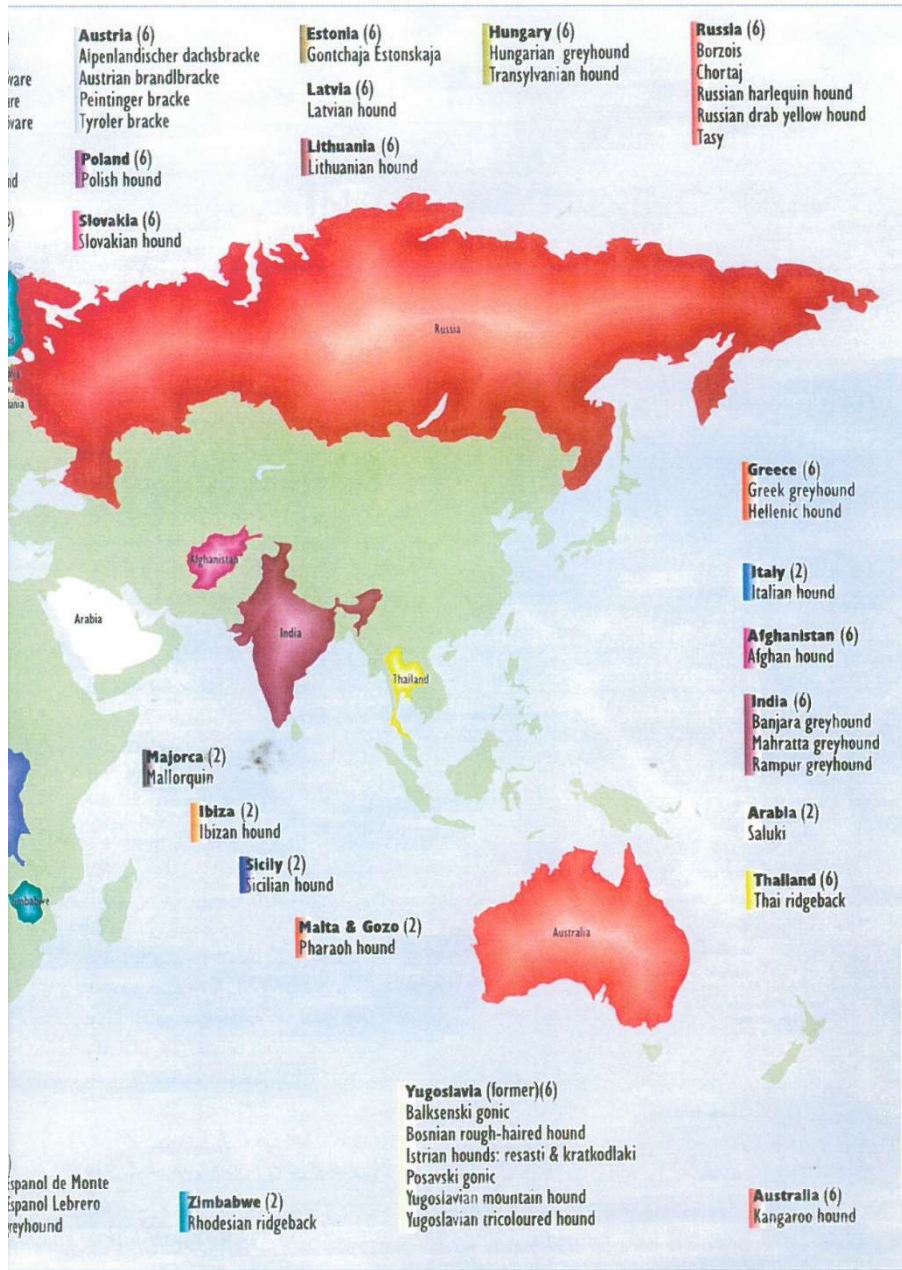 Austria (6)
Alpenlandischer dachsbracke
Austrian brandlbracke
Peintinger bracke
Tyroler bracke
Estonia (6)
Gontchaja Estonskaja
Latvia (6)
Latvian hound
Lithuania (6)
Lithuanian hound
Hungary (6)
Hungarian greyhound
Transylvanian hound
Russia (6)
Borzois
Chortaj
Russian harlequin hound
Russian drab yellow hound
Tasy
Poland (6)
Polish hound
Slovakia (6)
Slovakian hound
Russia
Greece (6)
Greek greyhound
Hellenic hound
Italy (2)
Italian hound
Afghanistan
Arabia
India
Thailand
Afghanistan (6)
Afghan hound
India (6)
Banjara greyhound
Mahratta greyhound
Rampur greyhound
Majorca (2)
Mallorquin
Ibiza (2)
Ibizan hound
Sicily (2)
Sicilian hound
Malta & Gozo (2)
Pharaoh hound
Arabia (2)
Saluki
Thailand (6)
Thai ridgeback
Australia
Yugoslavia (former)(6)
Balksenski gonic
Bosnian rough-haired hound
Istrian hounds: resasti & kratkodlaki
Posavski gonic
Yugoslavian mountain hound
Yugoslavian tricoloured hound
Espanol de Monte
Espanol Lebrero
reyhound
Zimbabwe (2)
Rhodesian ridgeback
Australia (6)
Kangaroo hound